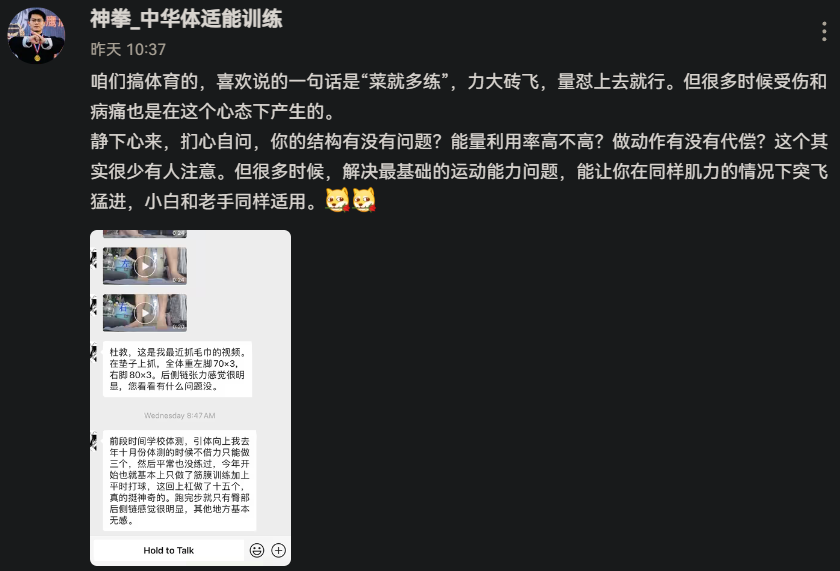 神拳_中华体适能训练
昨天 10:37
咱们搞体育的，喜欢说的一句话是“菜就多练”，力大砖飞，量怼上去就行。但很多时候受伤和
病痛也是在这个心态下产生的。
静下心来，扪心自问，你的结构有没有问题？能量利用率高不高？做动作有没有代偿？这个其
实很少有人注意。但很多时候，解决最基础的运动能力问题，能让你在同样肌力的情况下突飞
猛进，小白和老手同样适用。
0:24
左
0:24
右
0:20
杜教，这是我最近抓毛巾的视频。
在垫子上抓，全体重左脚70×3，
右脚80×3。后侧链张力感觉很明
显，您看看有什么问题没。
Wednesday 8:47 AM
前段时间学校体测，引体向上我去
年十月份体测的时候不借力只能做
三个，然后平常也没练过，今年开
始也就基本上只做了筋膜训练加上
平时打球，这回上杠做了十五个，
真的挺神奇的。跑完步就只有臀部
后侧链感觉很明显，其他地方基本
无感。
Hold to Talk